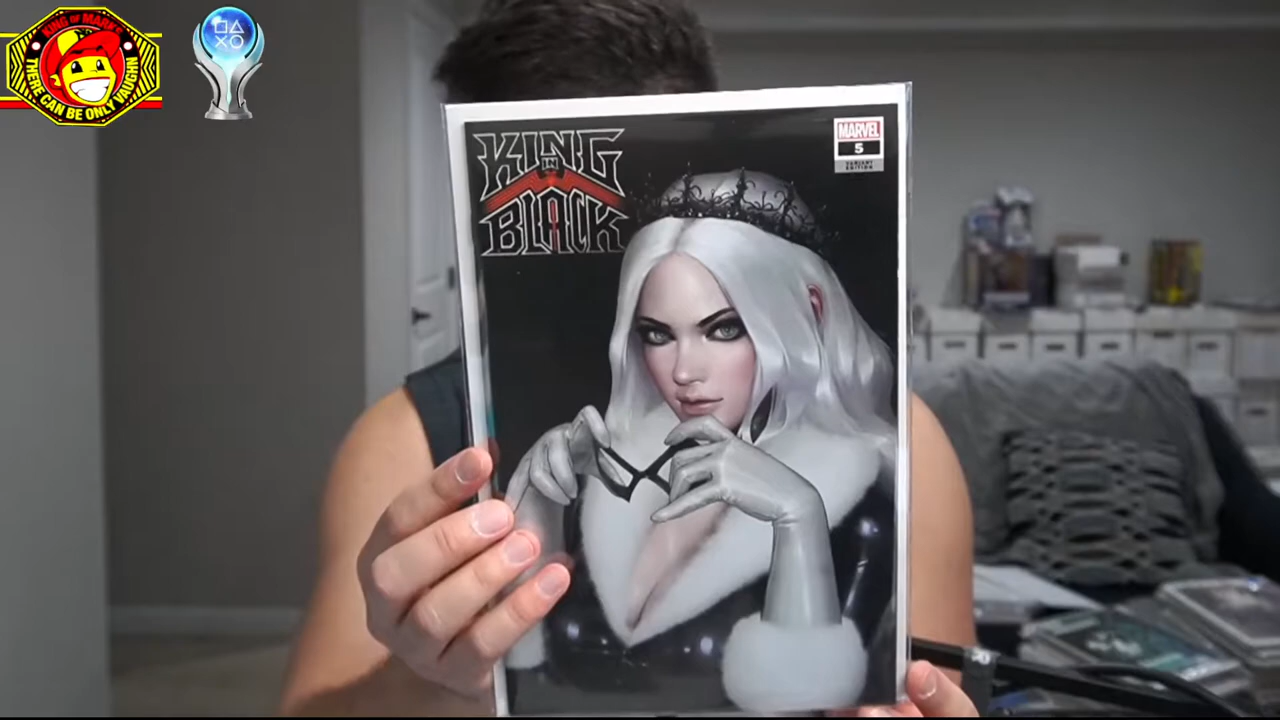 KING OF MARKS
THERE CAN BE ONLY VAUGHN
KING
IN
BLACK
MARVEL
5
VARIANT
EDITION